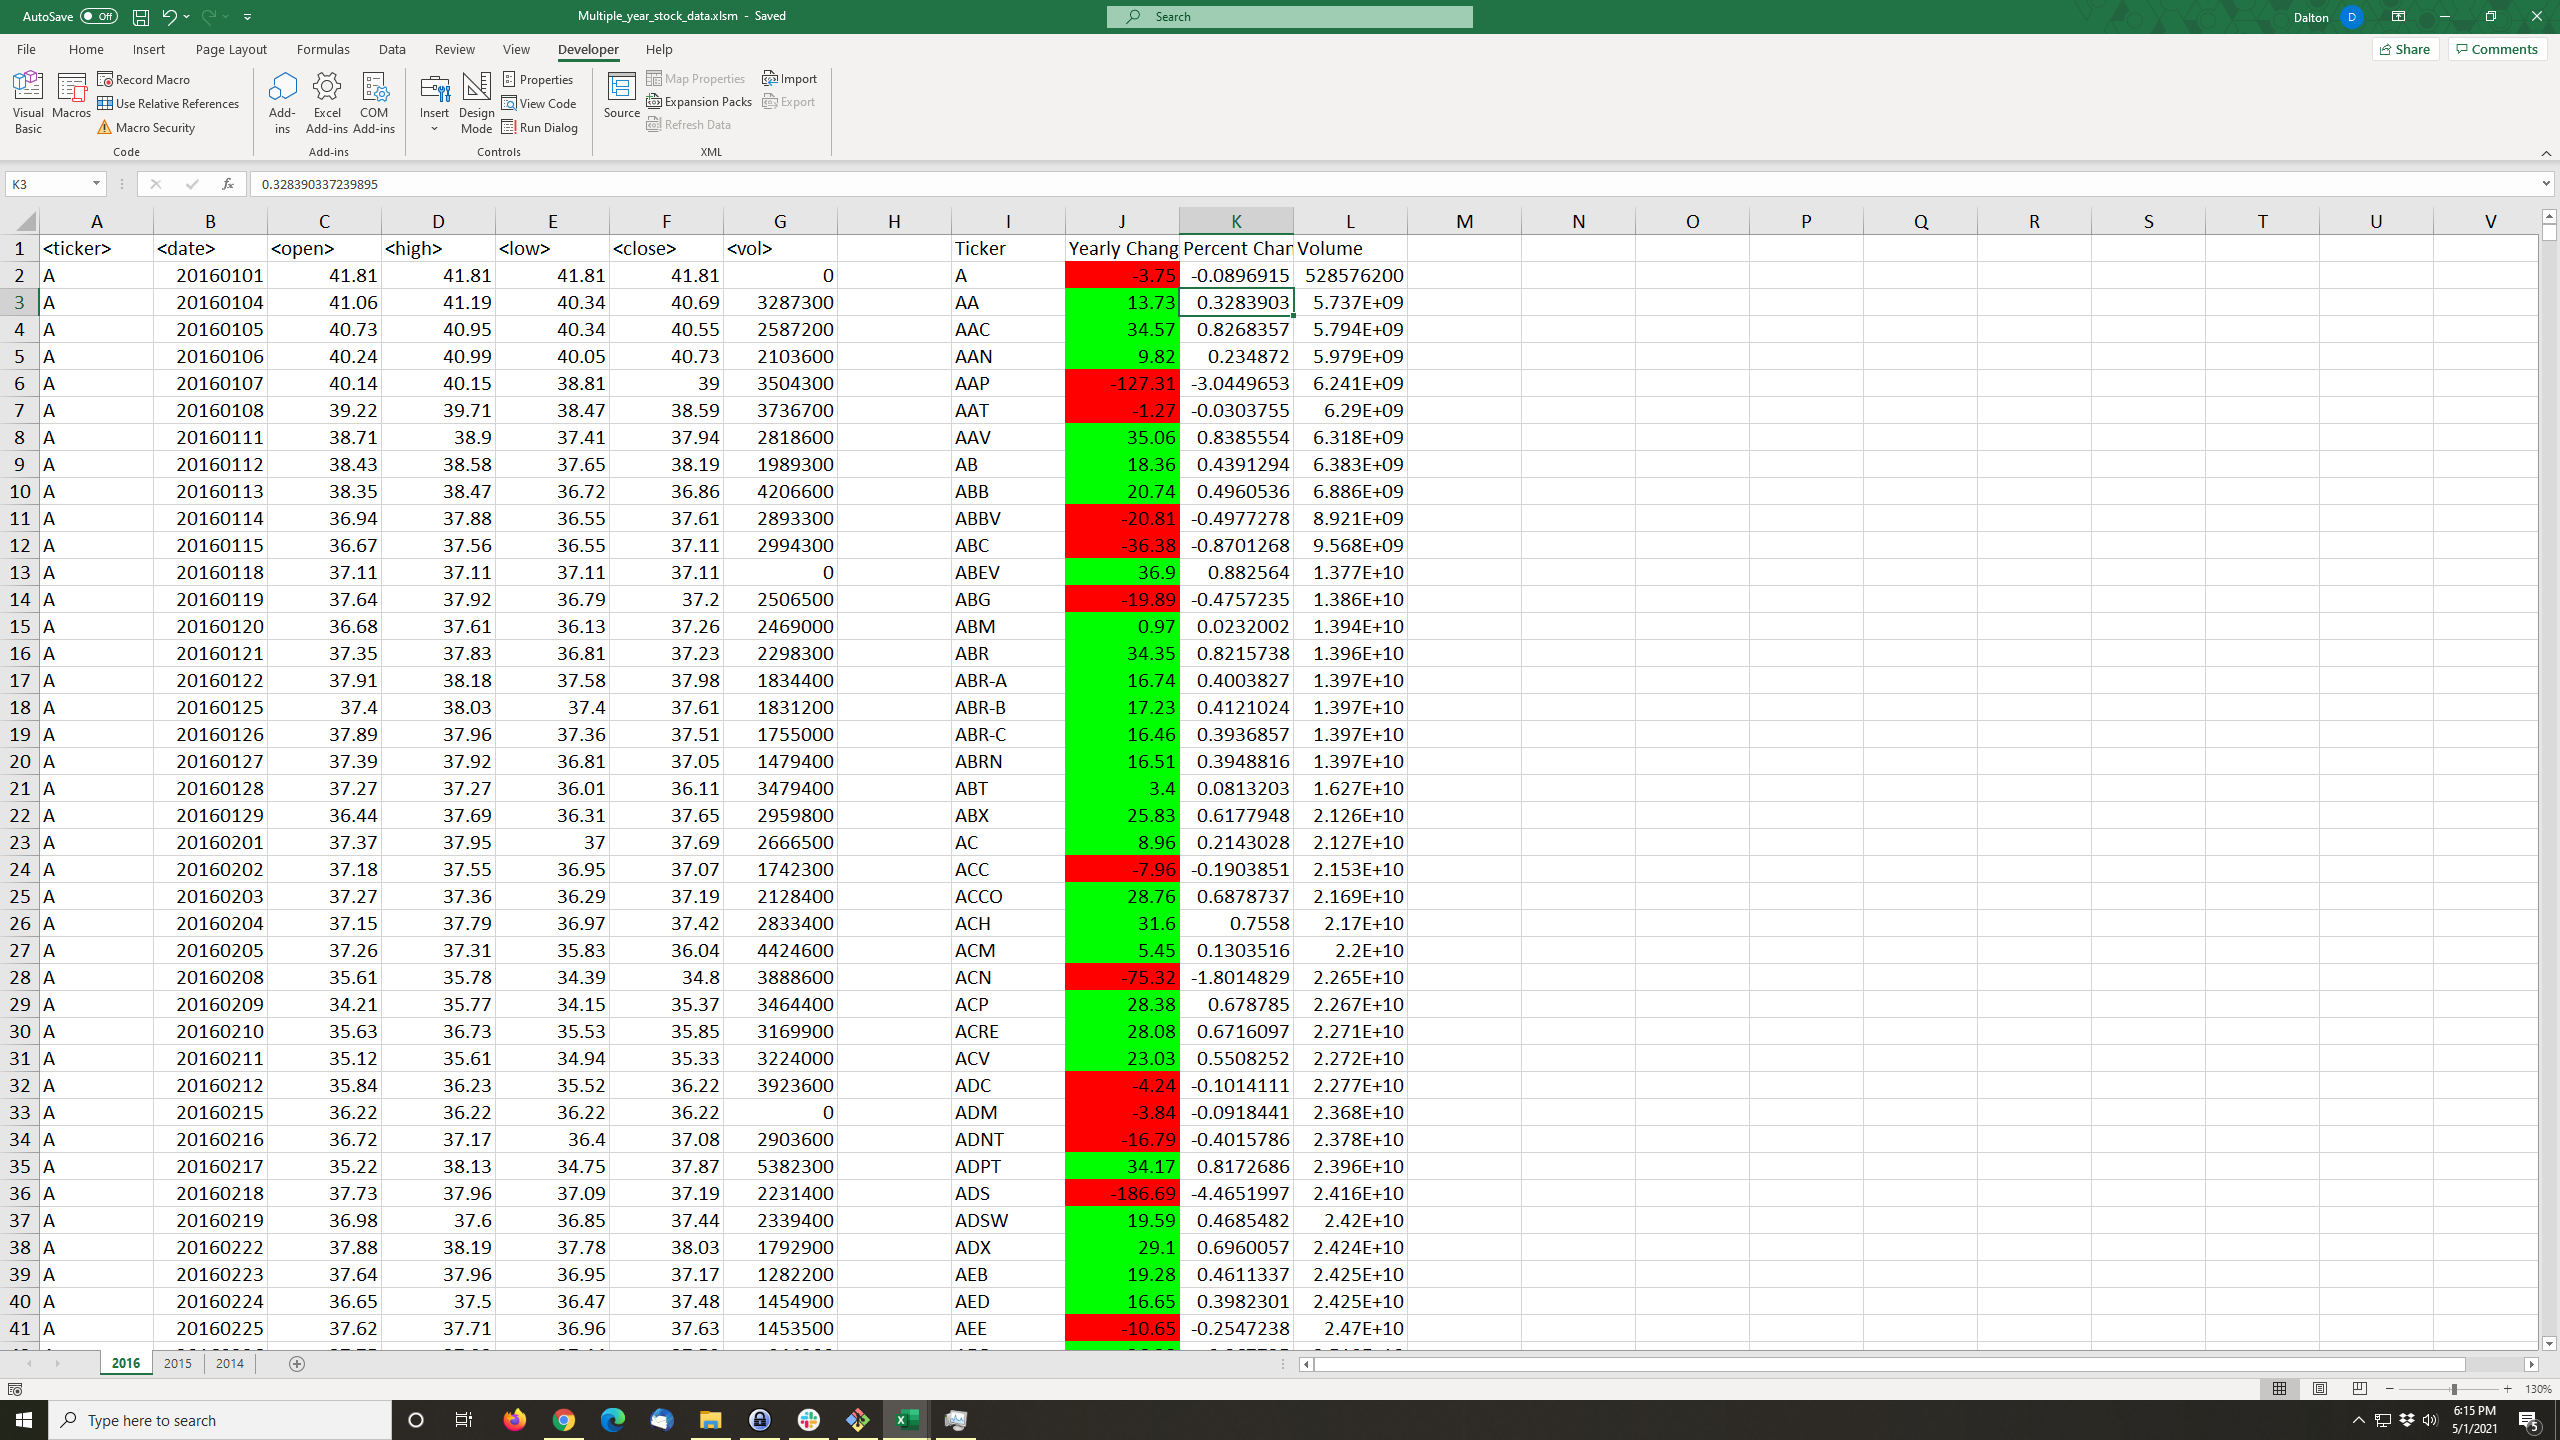 AutoSave Off Multiple_year_stock_data.xlsm - Saved Search Dalton D
File Home Insert Page Layout Formulas Data Review View Developer Help Share Comments
Visual Basic Macros Record Macro Use Relative References Macro Security Add-ins Excel Add-ins COM Add-ins Insert Design Mode Properties View Code Run Dialog Source Map Properties Expansion Packs Refresh Data Import Export
Code Add-ins Controls XML
K3 fx 0.328390337239895
A B C D E F G H I J K L M N O P Q R S T U V
1 <ticker> <date> <open> <high> <low> <close> <vol> Ticker Yearly Chang Percent Chan Volume
2 A 20160101 41.81 41.81 41.81 41.81 0 A -3.75 -0.0896915 528576200
3 A 20160104 41.06 41.19 40.34 40.69 3287300 AA 13.73 0.3283903 5.737E+09
4 A 20160105 40.73 40.95 40.34 40.55 2587200 AAC 34.57 0.8268357 5.794E+09
5 A 20160106 40.24 40.99 40.05 40.73 2103600 AAN 9.82 0.234872 5.979E+09
6 A 20160107 40.14 40.15 38.81 39 3504300 AAP -127.31 -3.0449653 6.241E+09
7 A 20160108 39.22 39.71 38.47 38.59 3736700 AAT -1.27 -0.0303755 6.29E+09
8 A 20160111 38.71 38.9 37.41 37.94 2818600 AAV 35.06 0.8385554 6.318E+09
9 A 20160112 38.43 38.58 37.65 38.19 1989300 AB 18.36 0.4391294 6.383E+09
10 A 20160113 38.35 38.47 36.72 36.86 4206600 ABB 20.74 0.4960536 6.886E+09
11 A 20160114 36.94 37.88 36.55 37.61 2893300 ABBV -20.81 -0.4977278 8.921E+09
12 A 20160115 36.67 37.56 36.55 37.11 2994300 ABC -36.38 -0.8701268 9.568E+09
13 A 20160118 37.11 37.11 37.11 37.11 0 ABEV 36.9 0.882564 1.377E+10
14 A 20160119 37.64 37.92 36.79 37.2 2506500 ABG -19.89 -0.4757235 1.386E+10
15 A 20160120 36.68 37.61 36.13 37.26 2469000 ABM 0.97 0.0232002 1.394E+10
16 A 20160121 37.35 37.83 36.81 37.23 2298300 ABR 34.35 0.8215738 1.396E+10
17 A 20160122 37.91 38.18 37.58 37.98 1834400 ABR-A 16.74 0.4003827 1.397E+10
18 A 20160125 37.4 38.03 37.4 37.61 1831200 ABR-B 17.23 0.4121024 1.397E+10
19 A 20160126 37.89 37.96 37.36 37.51 1755000 ABR-C 16.46 0.3936857 1.397E+10
20 A 20160127 37.39 37.92 36.81 37.05 1479400 ABRN 16.51 0.3948816 1.397E+10
21 A 20160128 37.27 37.27 36.01 36.11 3479400 ABT 3.4 0.0813203 1.627E+10
22 A 20160129 36.44 37.69 36.31 37.65 2959800 ABX 25.83 0.6177948 2.126E+10
23 A 20160201 37.37 37.95 37 37.69 2666500 AC 8.96 0.2143028 2.127E+10
24 A 20160202 37.18 37.55 36.95 37.07 1742300 ACC -7.96 -0.1903851 2.153E+10
25 A 20160203 37.27 37.36 36.29 37.19 2128400 ACCO 28.76 0.6878737 2.169E+10
26 A 20160204 37.15 37.79 36.97 37.42 2833400 ACH 31.6 0.7558 2.17E+10
27 A 20160205 37.26 37.31 35.83 36.04 4424600 ACM 5.45 0.1303516 2.2E+10
28 A 20160208 35.61 35.78 34.39 34.8 3888600 ACN -75.32 -1.8014829 2.265E+10
29 A 20160209 34.21 35.77 34.15 35.37 3464400 ACP 28.38 0.678785 2.267E+10
30 A 20160210 35.63 36.73 35.53 35.85 3169900 ACRE 28.08 0.6716097 2.271E+10
31 A 20160211 35.12 35.61 34.94 35.33 3224000 ACV 23.03 0.5508252 2.272E+10
32 A 20160212 35.84 36.23 35.52 36.22 3923600 ADC -4.24 -0.1014111 2.277E+10
33 A 20160215 36.22 36.22 36.22 36.22 0 ADM -3.84 -0.0918441 2.368E+10
34 A 20160216 36.72 37.17 36.4 37.08 2903600 ADNT -16.79 -0.4015786 2.378E+10
35 A 20160217 35.22 38.13 34.75 37.87 5382300 ADPT 34.17 0.8172686 2.396E+10
36 A 20160218 37.73 37.96 37.09 37.19 2231400 ADS -186.69 -4.4651997 2.416E+10
37 A 20160219 36.98 37.6 36.85 37.44 2339400 ADSW 19.59 0.4685482 2.42E+10
38 A 20160222 37.88 38.19 37.78 38.03 1792900 ADX 29.1 0.6960057 2.424E+10
39 A 20160223 37.64 37.96 36.95 37.17 1282200 AEB 19.28 0.4611337 2.425E+10
40 A 20160224 36.65 37.5 36.47 37.48 1454900 AED 16.65 0.3982301 2.425E+10
41 A 20160225 37.62 37.71 36.96 37.63 1453500 AEE -10.65 -0.2547238 2.47E+10
2016 2015 2014
130%
Type here to search 6:15 PM
5/1/2021 5